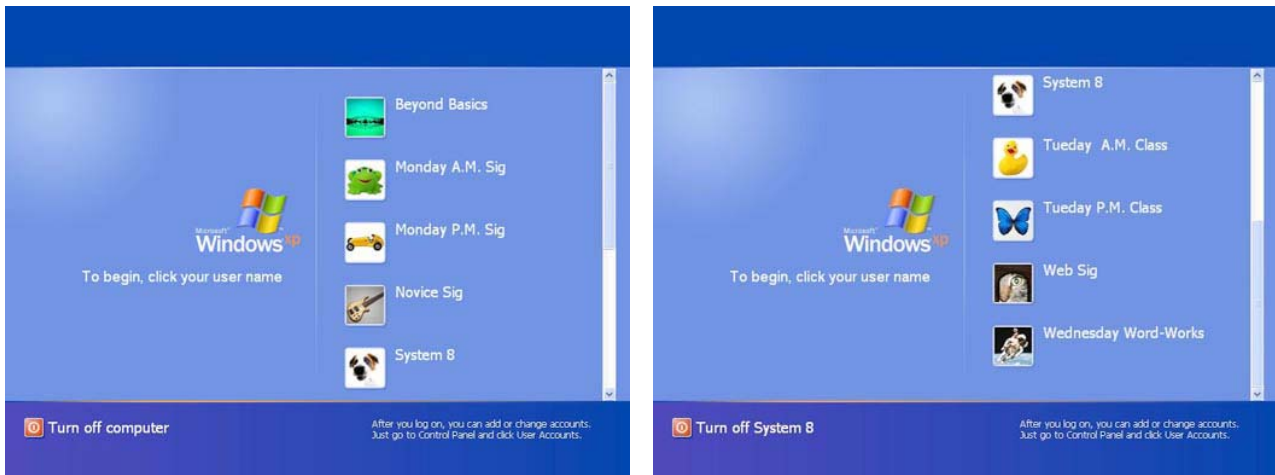 Beyond Basics
Monday A.M. Sig
Monday P.M. Sig
Novice Sig
System 8
Microsoft®
Windows xp
To begin, click your user name
Turn off computer
After you log on, you can add or change accounts.
Just go to Control Panel and click User Accounts.
System 8
Tueday  A.M. Class
Tueday P.M. Class
Web Sig
Wednesday Word-Works
Microsoft®
Windows xp
To begin, click your user name
Turn off System 8
After you log on, you can add or change accounts.
Just go to Control Panel and click User Accounts.